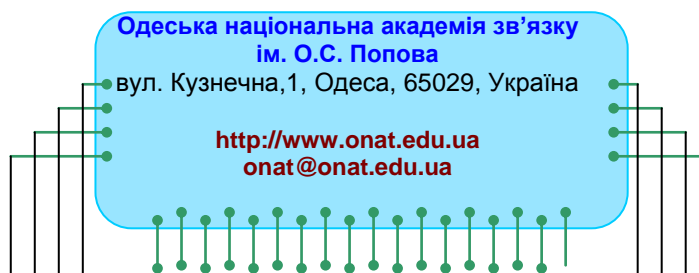 Одеська національна академія зв’язку
ім. О.С. Попова
вул. Кузнечна,1, Одеса, 65029, Україна
http://www.onat.edu.ua
onat@onat.edu.ua